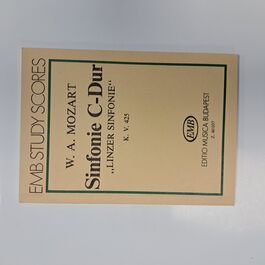 EMB STUDY SCORES
W. A. MOZART
Sinfonie C-Dur
„LINZER SINFONIE“
K. V. 425
EMB
EDITIO MUSICA BUDAPEST